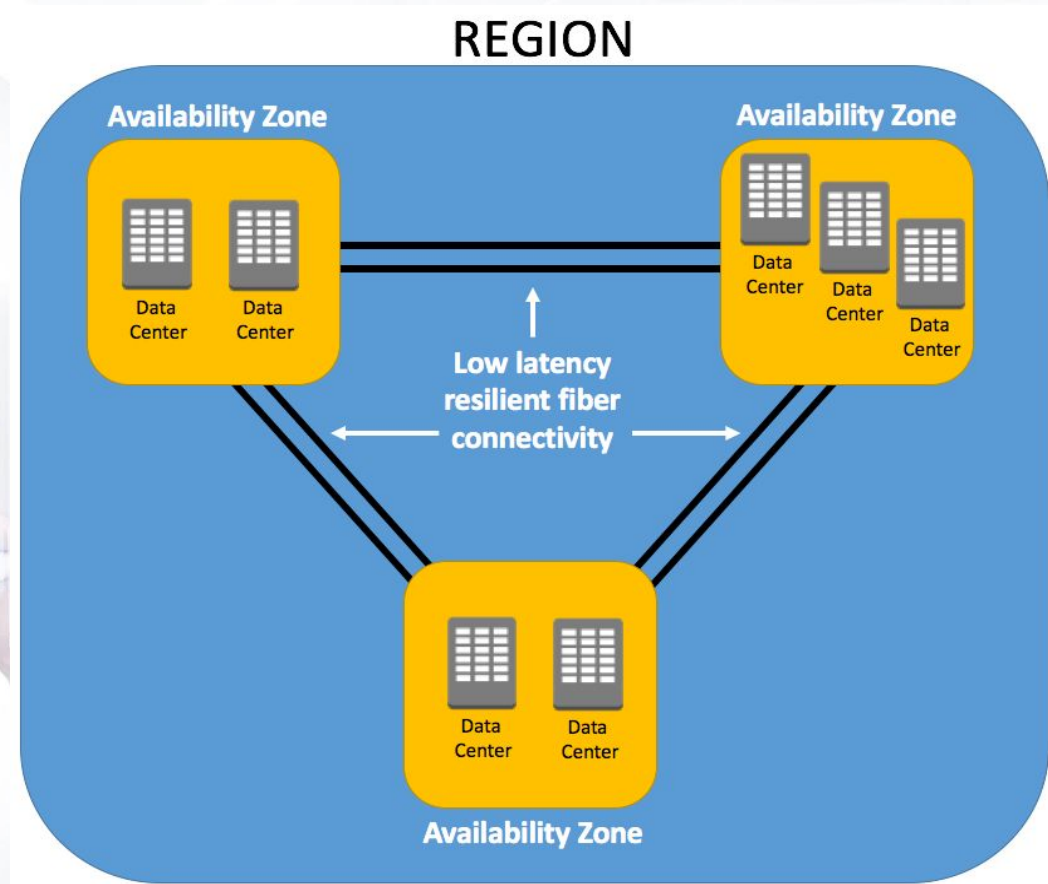 REGION
Availability Zone
Data
Center
Data
Center
Availability Zone
Data
Center
Data
Center
Data
Center
Low latency
resilient fiber
connectivity
Data
Center
Data
Center
Availability Zone